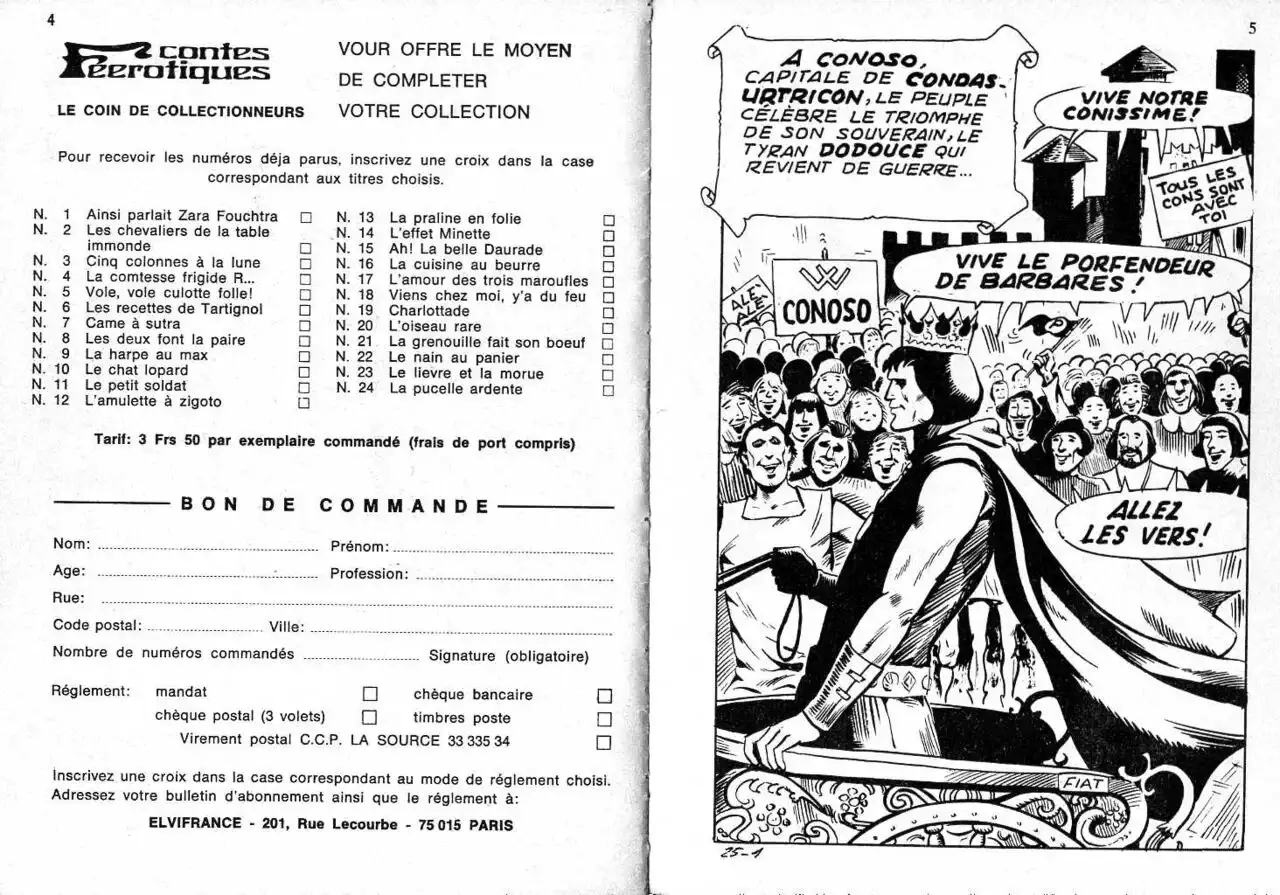 4
contes
Féerotiques
LE COIN DE COLLECTIONNEURS
VOUR OFFRE LE MOYEN
DE COMPLETER
VOTRE COLLECTION
Pour recevoir les numéros déja parus, inscrivez une croix dans la case
correspondant aux titres choisis.
N. 1 Ainsi parlait Zara Fouchtra
N. 2 Les chevaliers de la table
immonde
N. 3 Cinq colonnes à la lune
N. 4 La comtesse frigide R...
N. 5 Vole, vole culotte folle!
N. 6 Les recettes de Tartignol
N. 7 Came à sutra
N. 8 Les deux font la paire
N. 9 La harpe au max
N. 10 Le chat lopard
N. 11 Le petit soldat
N. 12 L'amulette à zigoto
N. 13 La praline en folie
N. 14 L'effet Minette
N. 15 Ah! La belle Daurade
N. 16 La cuisine au beurre
N. 17 L'amour des trois maroufles
N. 18 Viens chez moi, y'a du feu
N. 19 Charlottade
N. 20 L'oiseau rare
N. 21 La grenouille fait son boeuf
N. 22 Le nain au panier
N. 23 Le lievre et la morue
N. 24 La pucelle ardente
Tarif: 3 Frs 50 par exemplaire commandé (frais de port compris)
BON DE COMMANDE
Nom: Prénom:
Age: Profession:
Rue:
Code postal: Ville:
Nombre de numéros commandés Signature (obligatoire)
Réglement: mandat chèque bancaire
chèque postal (3 volets) timbres poste
Virement postal C.C.P. LA SOURCE 33 335 34
Inscrivez une croix dans la case correspondant au mode de réglement choisi.
Adressez votre bulletin d'abonnement ainsi que le réglement à:
ELVIFRANCE - 201, Rue Lecourbe - 75 015 PARIS
5
A CONOSO,
CAPITALE DE CONDAS-
URTRICON, LE PEUPLE
CÉLÈBRE LE TRIOMPHE
DE SON SOUVERAIN, LE
TYRAN DODOUCE QUI
REVIENT DE GUERRE...
VIVE NOTRE
CONISSIME!
TOUS LES
CONS SONT
AVEC
TOI
VIVE LE PORFENDEUR
DE BARBARES!
ALE'
ALE'
CONOSO
ALLEZ
LES VERS!
FIAT
25-1